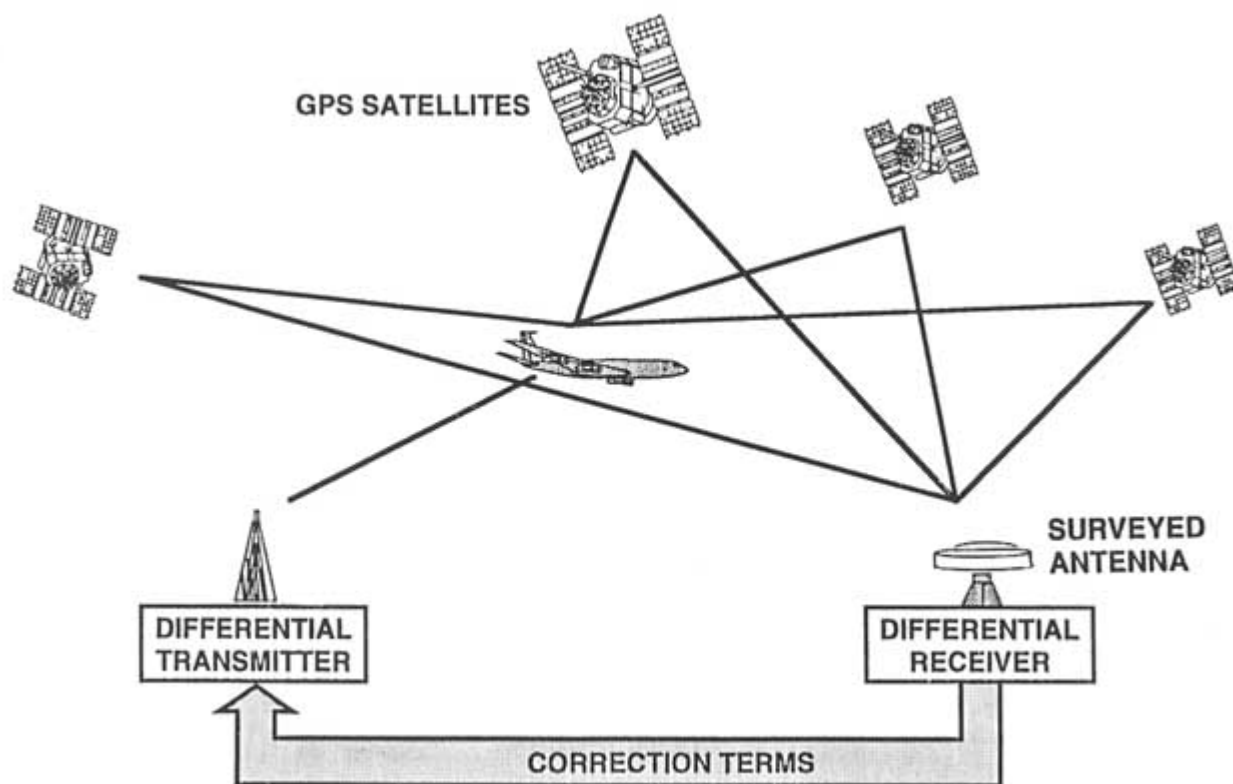 GPS SATELLITES
SURVEYED
ANTENNA
DIFFERENTIAL
TRANSMITTER
DIFFERENTIAL
RECEIVER
CORRECTION TERMS